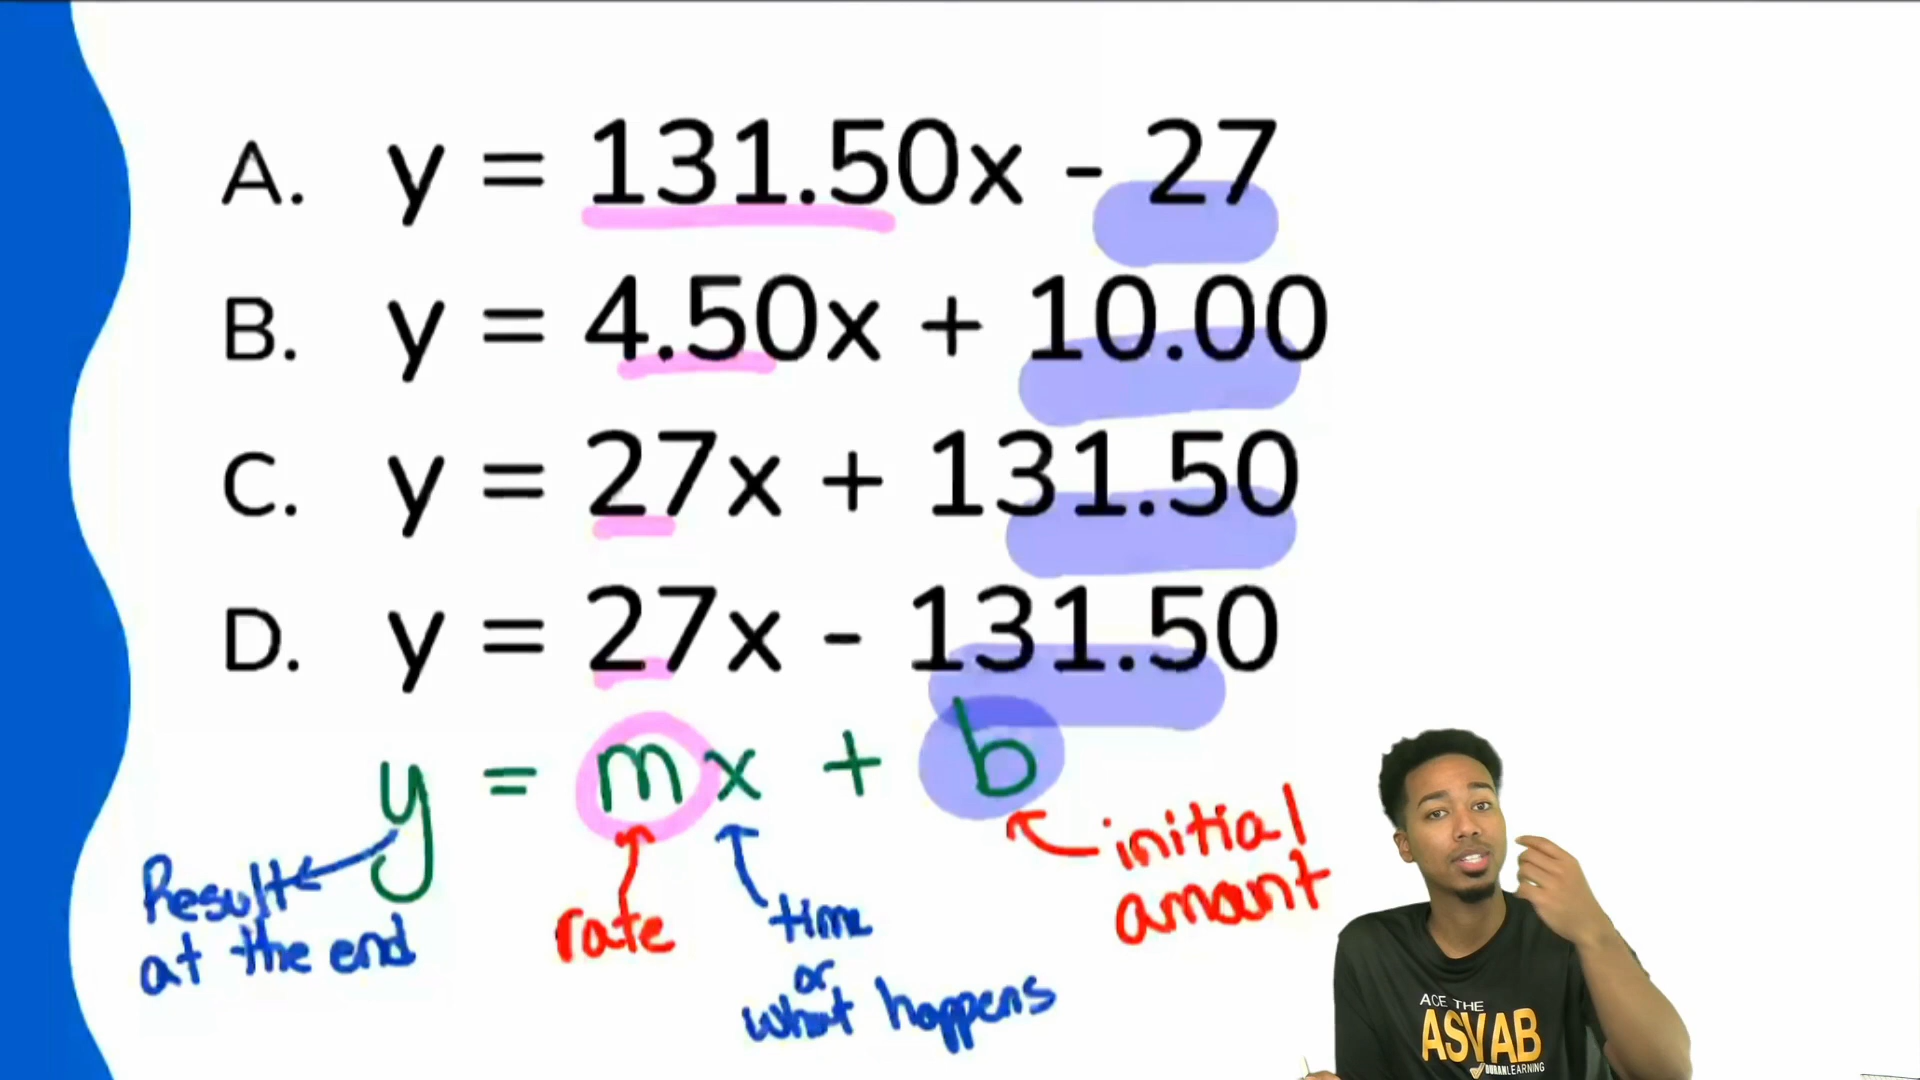 A. y = 131.50x - 27
B. y = 4.50x + 10.00
C. y = 27x + 131.50
D. y = 27x - 131.50
y = mx + b
Result
at the end
rate
time
or
what happens
initial
amount
ACE THE
ASVAB
DURANLEARNING